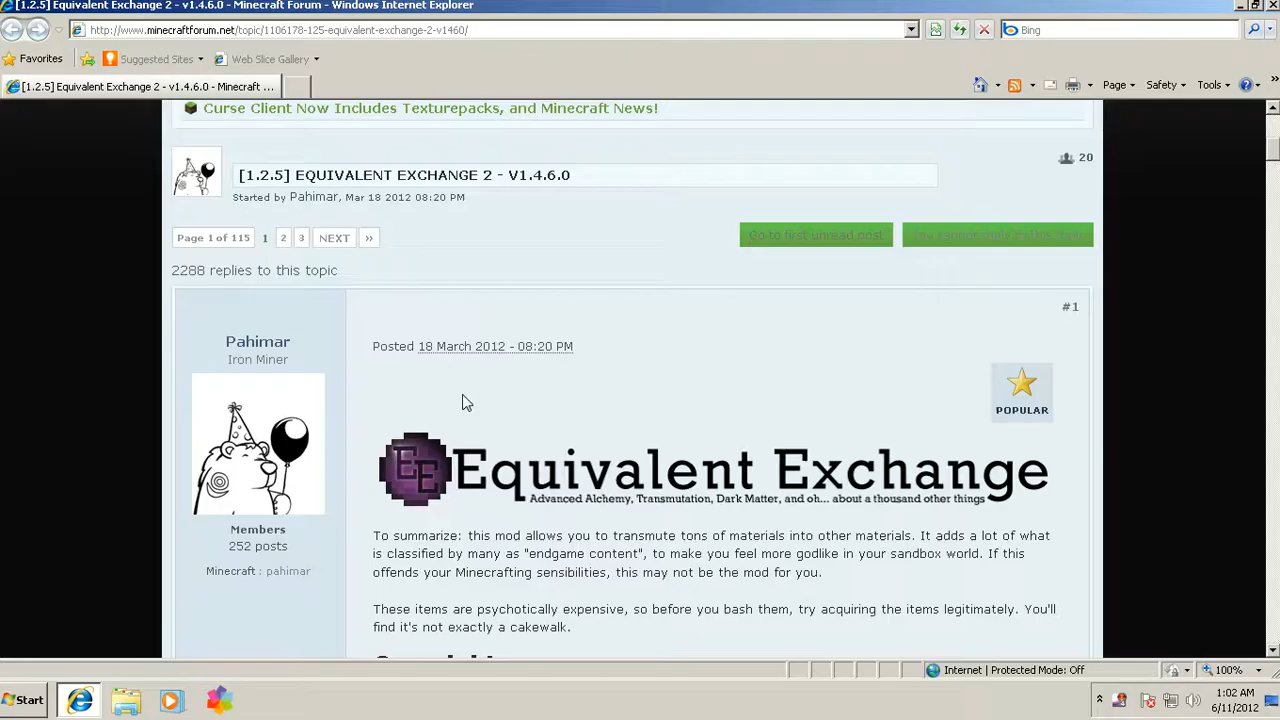 [1.2.5] Equivalent Exchange 2 - v1.4.6.0 - Minecraft Forum - Windows Internet Explorer
http://www.minecraftforum.net/topic/1106178-125-equivalent-exchange-2-v1460/
Bing
Favorites Suggested Sites Web Slice Gallery
[1.2.5] Equivalent Exchange 2 - v1.4.6.0 - Minecraft ...
Page Safety Tools
Curse Client Now Includes Texturepacks, and Minecraft News!
20
[1.2.5] EQUIVALENT EXCHANGE 2 - V1.4.6.0
Started by Pahimar, Mar 18 2012 08:20 PM
Page 1 of 115 1 2 3 NEXT »
Go to first unread post
2288 replies to this topic
#1
Pahimar
Iron Miner
Posted 18 March 2012 - 08:20 PM
POPULAR
EE Equivalent Exchange
Advanced Alchemy, Transmutation, Dark Matter, and oh... about a thousand other things
Members
252 posts
Minecraft : pahimar
To summarize: this mod allows you to transmute tons of materials into other materials. It adds a lot of what
is classified by many as "endgame content", to make you feel more godlike in your sandbox world. If this
offends your Minecrafting sensibilities, this may not be the mod for you.
These items are psychotically expensive, so before you bash them, try acquiring the items legitimately. You'll
find it's not exactly a cakewalk.
Internet | Protected Mode: Off
100%
Start
1:02 AM
6/11/2012